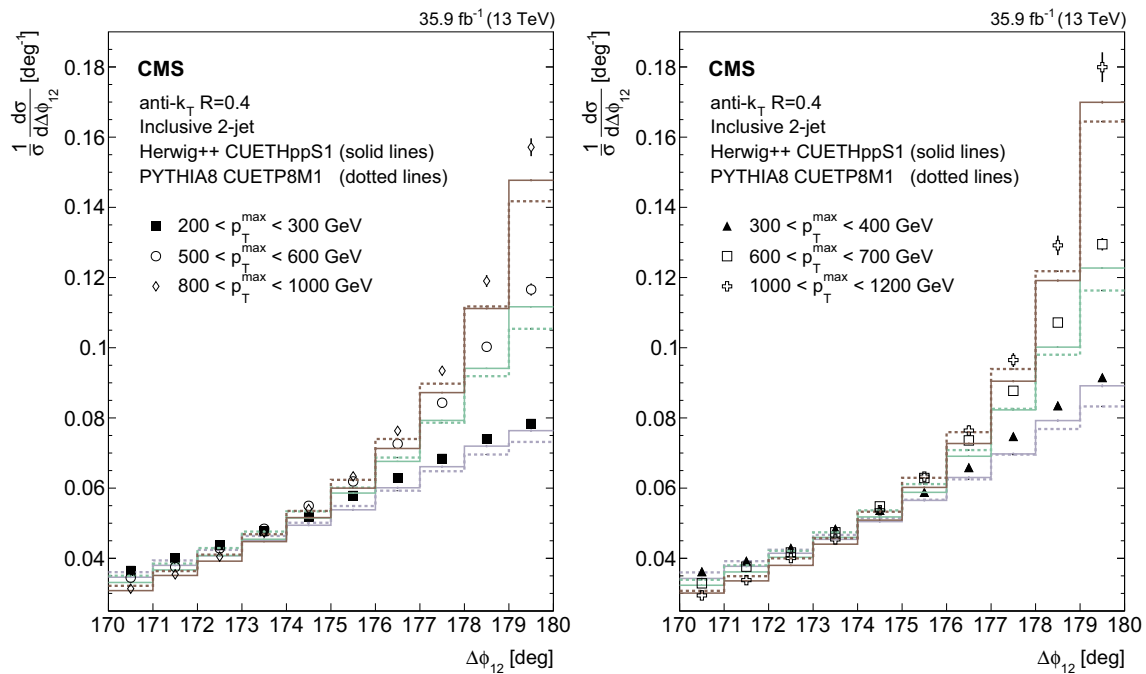 35.9 fb⁻¹ (13 TeV)
1/σ dσ/dΔϕ₁₂ [deg⁻¹]
CMS
anti-k_T R=0.4
Inclusive 2-jet
Herwig++ CUETHppS1 (solid lines)
PYTHIA8 CUETP8M1 (dotted lines)
200 < p_T^max < 300 GeV
500 < p_T^max < 600 GeV
800 < p_T^max < 1000 GeV
0.18
0.16
0.14
0.12
0.1
0.08
0.06
0.04
170 171 172 173 174 175 176 177 178 179 180
Δϕ₁₂ [deg]
35.9 fb⁻¹ (13 TeV)
1/σ dσ/dΔϕ₁₂ [deg⁻¹]
CMS
anti-k_T R=0.4
Inclusive 2-jet
Herwig++ CUETHppS1 (solid lines)
PYTHIA8 CUETP8M1 (dotted lines)
300 < p_T^max < 400 GeV
600 < p_T^max < 700 GeV
1000 < p_T^max < 1200 GeV
0.18
0.16
0.14
0.12
0.1
0.08
0.06
0.04
170 171 172 173 174 175 176 177 178 179 180
Δϕ₁₂ [deg]